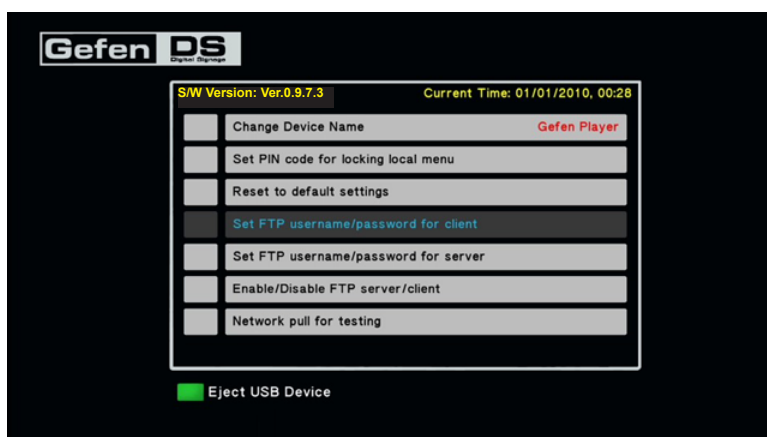 Gefen DS
Digital Signage
S/W Version: Ver.0.9.7.3 Current Time: 01/01/2010, 00:28
Change Device Name Gefen Player
Set PIN code for locking local menu
Reset to default settings
Set FTP username/password for client
Set FTP username/password for server
Enable/Disable FTP server/client
Network pull for testing
Eject USB Device